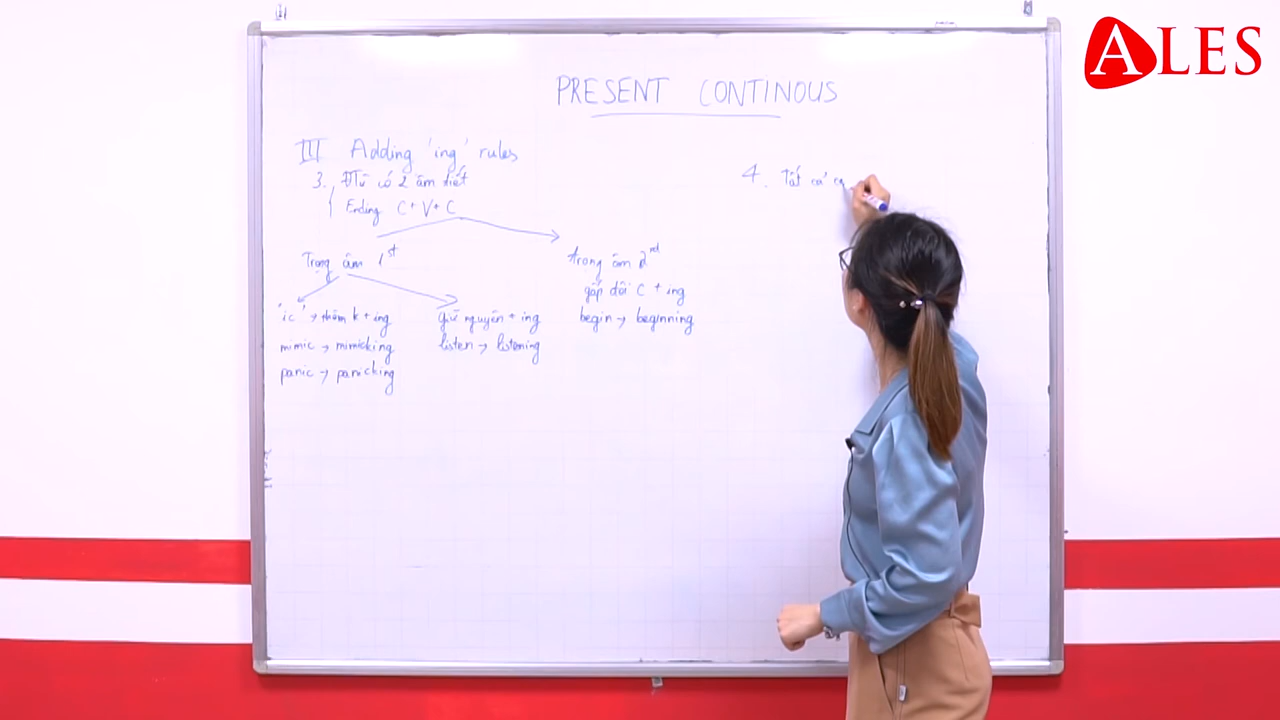 ALES
PRESENT CONTINOUS
III Adding 'ing' rules
3. ĐTừ có 2 âm tiết
Ending C+V+C
Trọng âm 1st
"ic" → thêm k + ing
mimic → mimicking
panic → panicking
giữ nguyên + ing
listen → listening
trọng âm 2nd
gấp đôi C + ing
begin → beginning
4. Tất cả